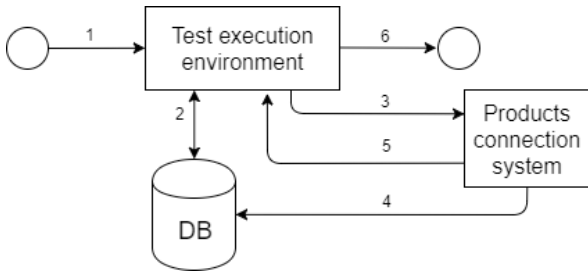 1
Test execution
environment
6
2
3
Products
connection
system
5
4
DB